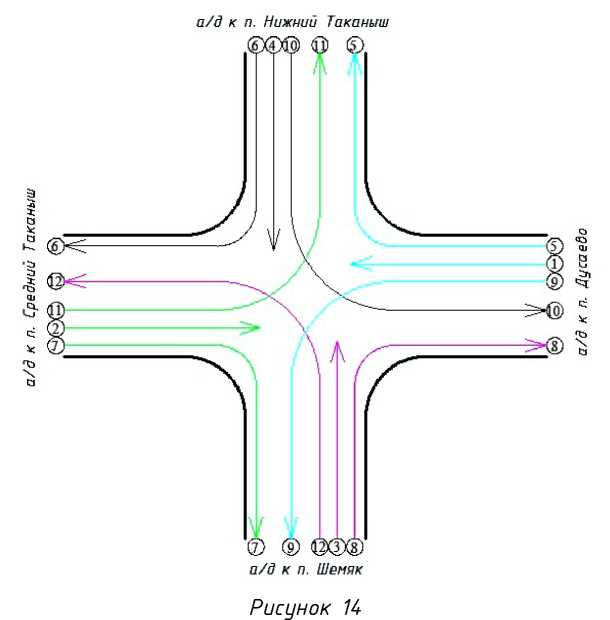 а/д к п. Нижний Таканыш
6 4 10 11 5
а/д к п. Средний Таканыш
6
12
11
2
7
5
1
9
10
8
а/д к п. Дусаево
7 9 12 3 8
а/д к п. Шемяк
Рисунок 14